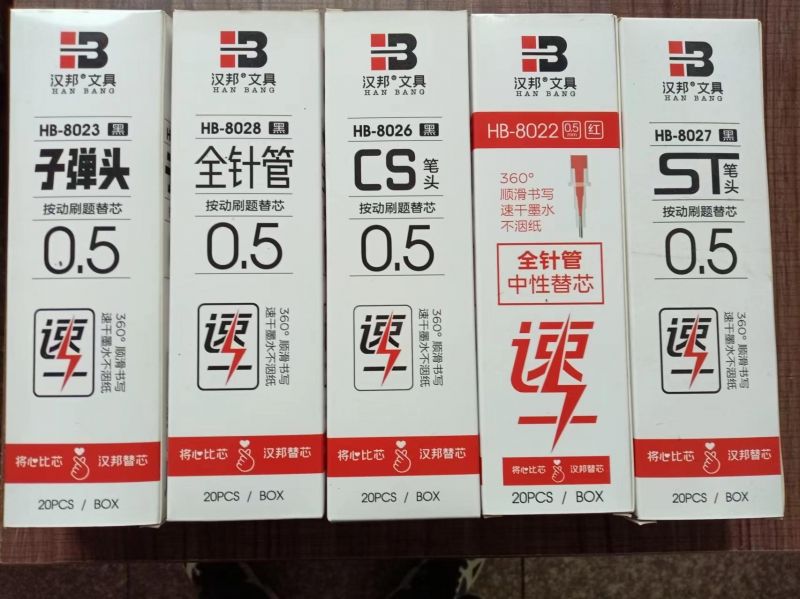 汉邦®文具
HAN BANG
HB-8023 黑
子弹头
按动刷题替芯
0.5
速
360° 顺滑书写
速干墨水不洇纸
将心比芯 汉邦替芯
20PCS / BOX
汉邦®文具
HAN BANG
HB-8028 黑
全针管
按动刷题替芯
0.5
速
360° 顺滑书写
速干墨水不洇纸
将心比芯 汉邦替芯
20PCS / BOX
汉邦®文具
HAN BANG
HB-8026 黑
CS笔头
按动刷题替芯
0.5
速
360° 顺滑书写
速干墨水不洇纸
将心比芯 汉邦替芯
20PCS / BOX
汉邦®文具
HAN BANG
HB-8022 0.5mm 红
360°
顺滑书写
速干墨水
不洇纸
全针管
中性替芯
速
将心比芯 汉邦替芯
20PCS / BOX
汉邦®文具
HAN BANG
HB-8027 黑
ST笔头
按动刷题替芯
0.5
速
360° 顺滑书写
速干墨水不洇纸
将心比芯 汉邦替芯
20PCS / BOX